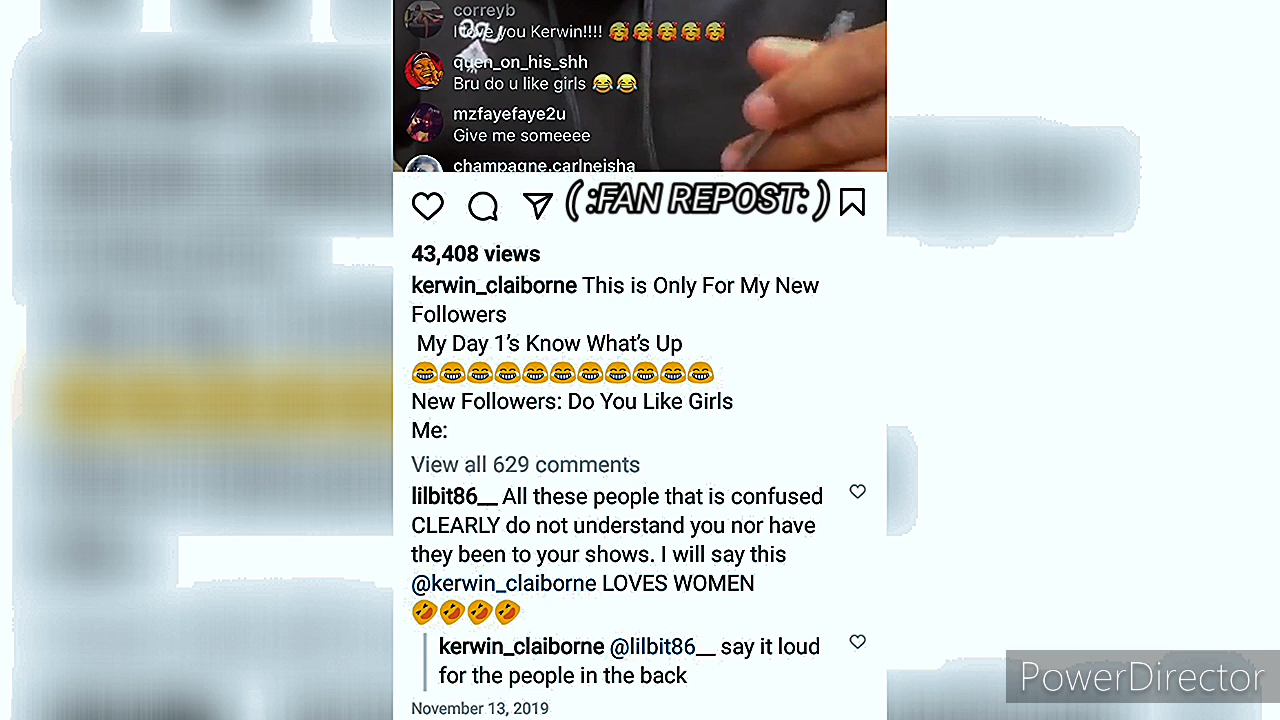 correyb
I love you Kerwin!!!! 🥰🥰🥰🥰🥰
quen_on_his_shh
Bru do u like girls 😂😂
mzfayefaye2u
Give me someeee
champagne.carlneisha
( :FAN REPOST: )
43,408 views
kerwin_claiborne This is Only For My New
Followers
My Day 1's Know What's Up
😂😂😂😂😂😂😂😂😂😂😂
New Followers: Do You Like Girls
Me:
View all 629 comments
lilbit86__ All these people that is confused
CLEARLY do not understand you nor have
they been to your shows. I will say this
@kerwin_claiborne LOVES WOMEN
🤣🤣🤣🤣
kerwin_claiborne @lilbit86__ say it loud
for the people in the back
November 13, 2019
PowerDirector